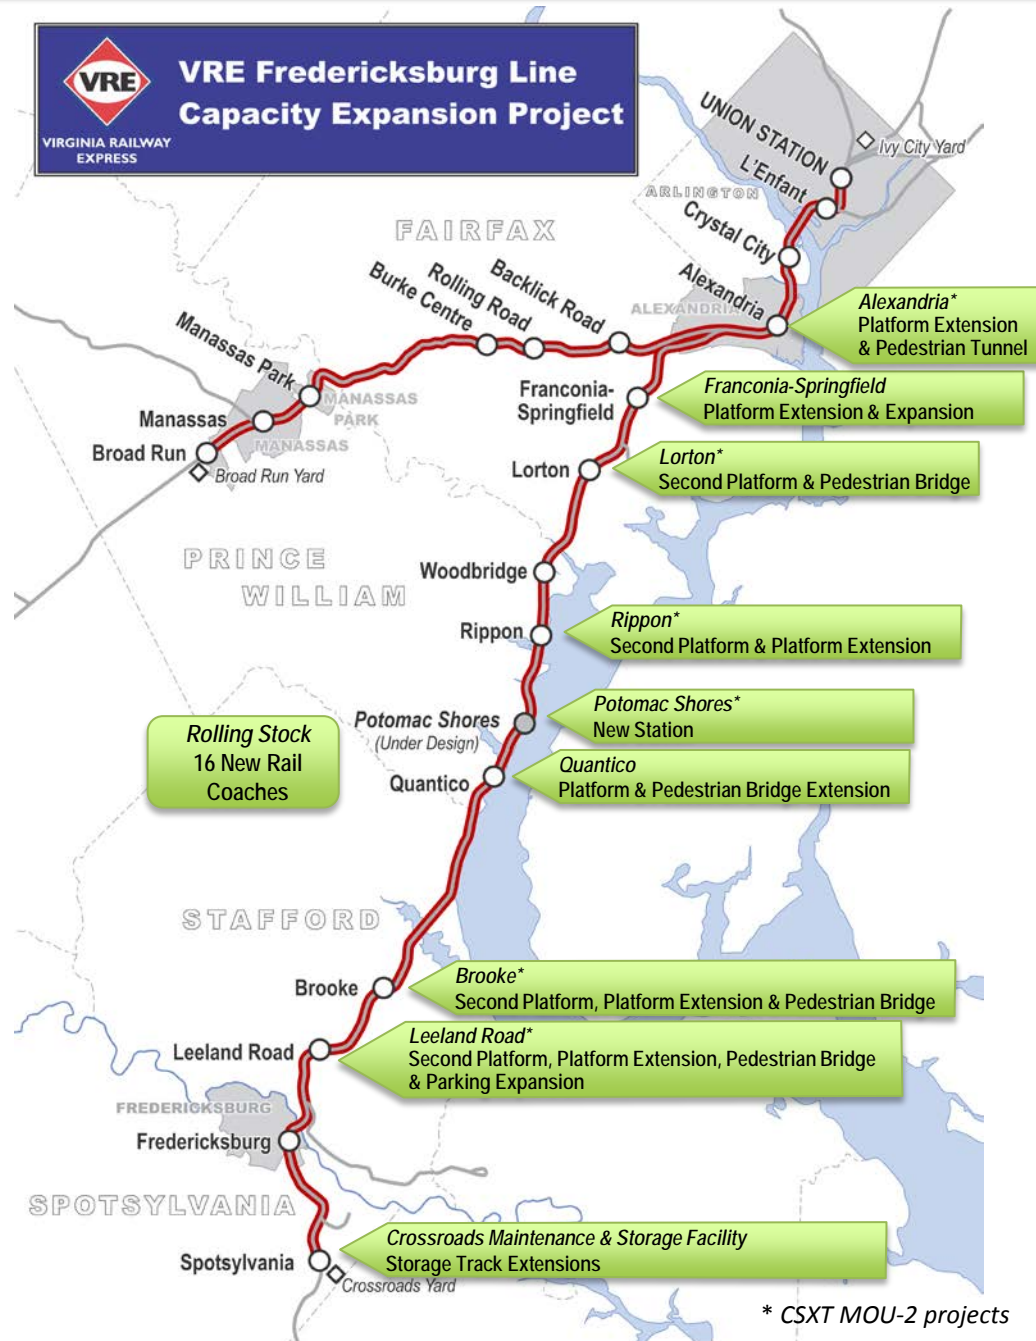 VRE
VIRGINIA RAILWAY
EXPRESS
VRE Fredericksburg Line
Capacity Expansion Project
UNION STATION
Ivy City Yard
L'Enfant
ARLINGTON
Crystal City
FAIRFAX
Alexandria
ALEXANDRIA
Backlick Road
Rolling Road
Burke Centre
Alexandria*
Platform Extension
& Pedestrian Tunnel
Manassas Park
MANASSAS
PARK
Manassas
MANASSAS
Broad Run
Broad Run Yard
Franconia-
Springfield
Franconia-Springfield
Platform Extension & Expansion
Lorton
Lorton*
Second Platform & Pedestrian Bridge
PRINCE
WILLIAM
Woodbridge
Rippon
Rippon*
Second Platform & Platform Extension
Potomac Shores
(Under Design)
Potomac Shores*
New Station
Rolling Stock
16 New Rail
Coaches
Quantico
Quantico
Platform & Pedestrian Bridge Extension
STAFFORD
Brooke
Brooke*
Second Platform, Platform Extension & Pedestrian Bridge
Leeland Road
Leeland Road*
Second Platform, Platform Extension, Pedestrian Bridge
& Parking Expansion
FREDERICKSBURG
Fredericksburg
SPOTSYLVANIA
Spotsylvania
Crossroads Yard
Crossroads Maintenance & Storage Facility
Storage Track Extensions
* CSXT MOU-2 projects